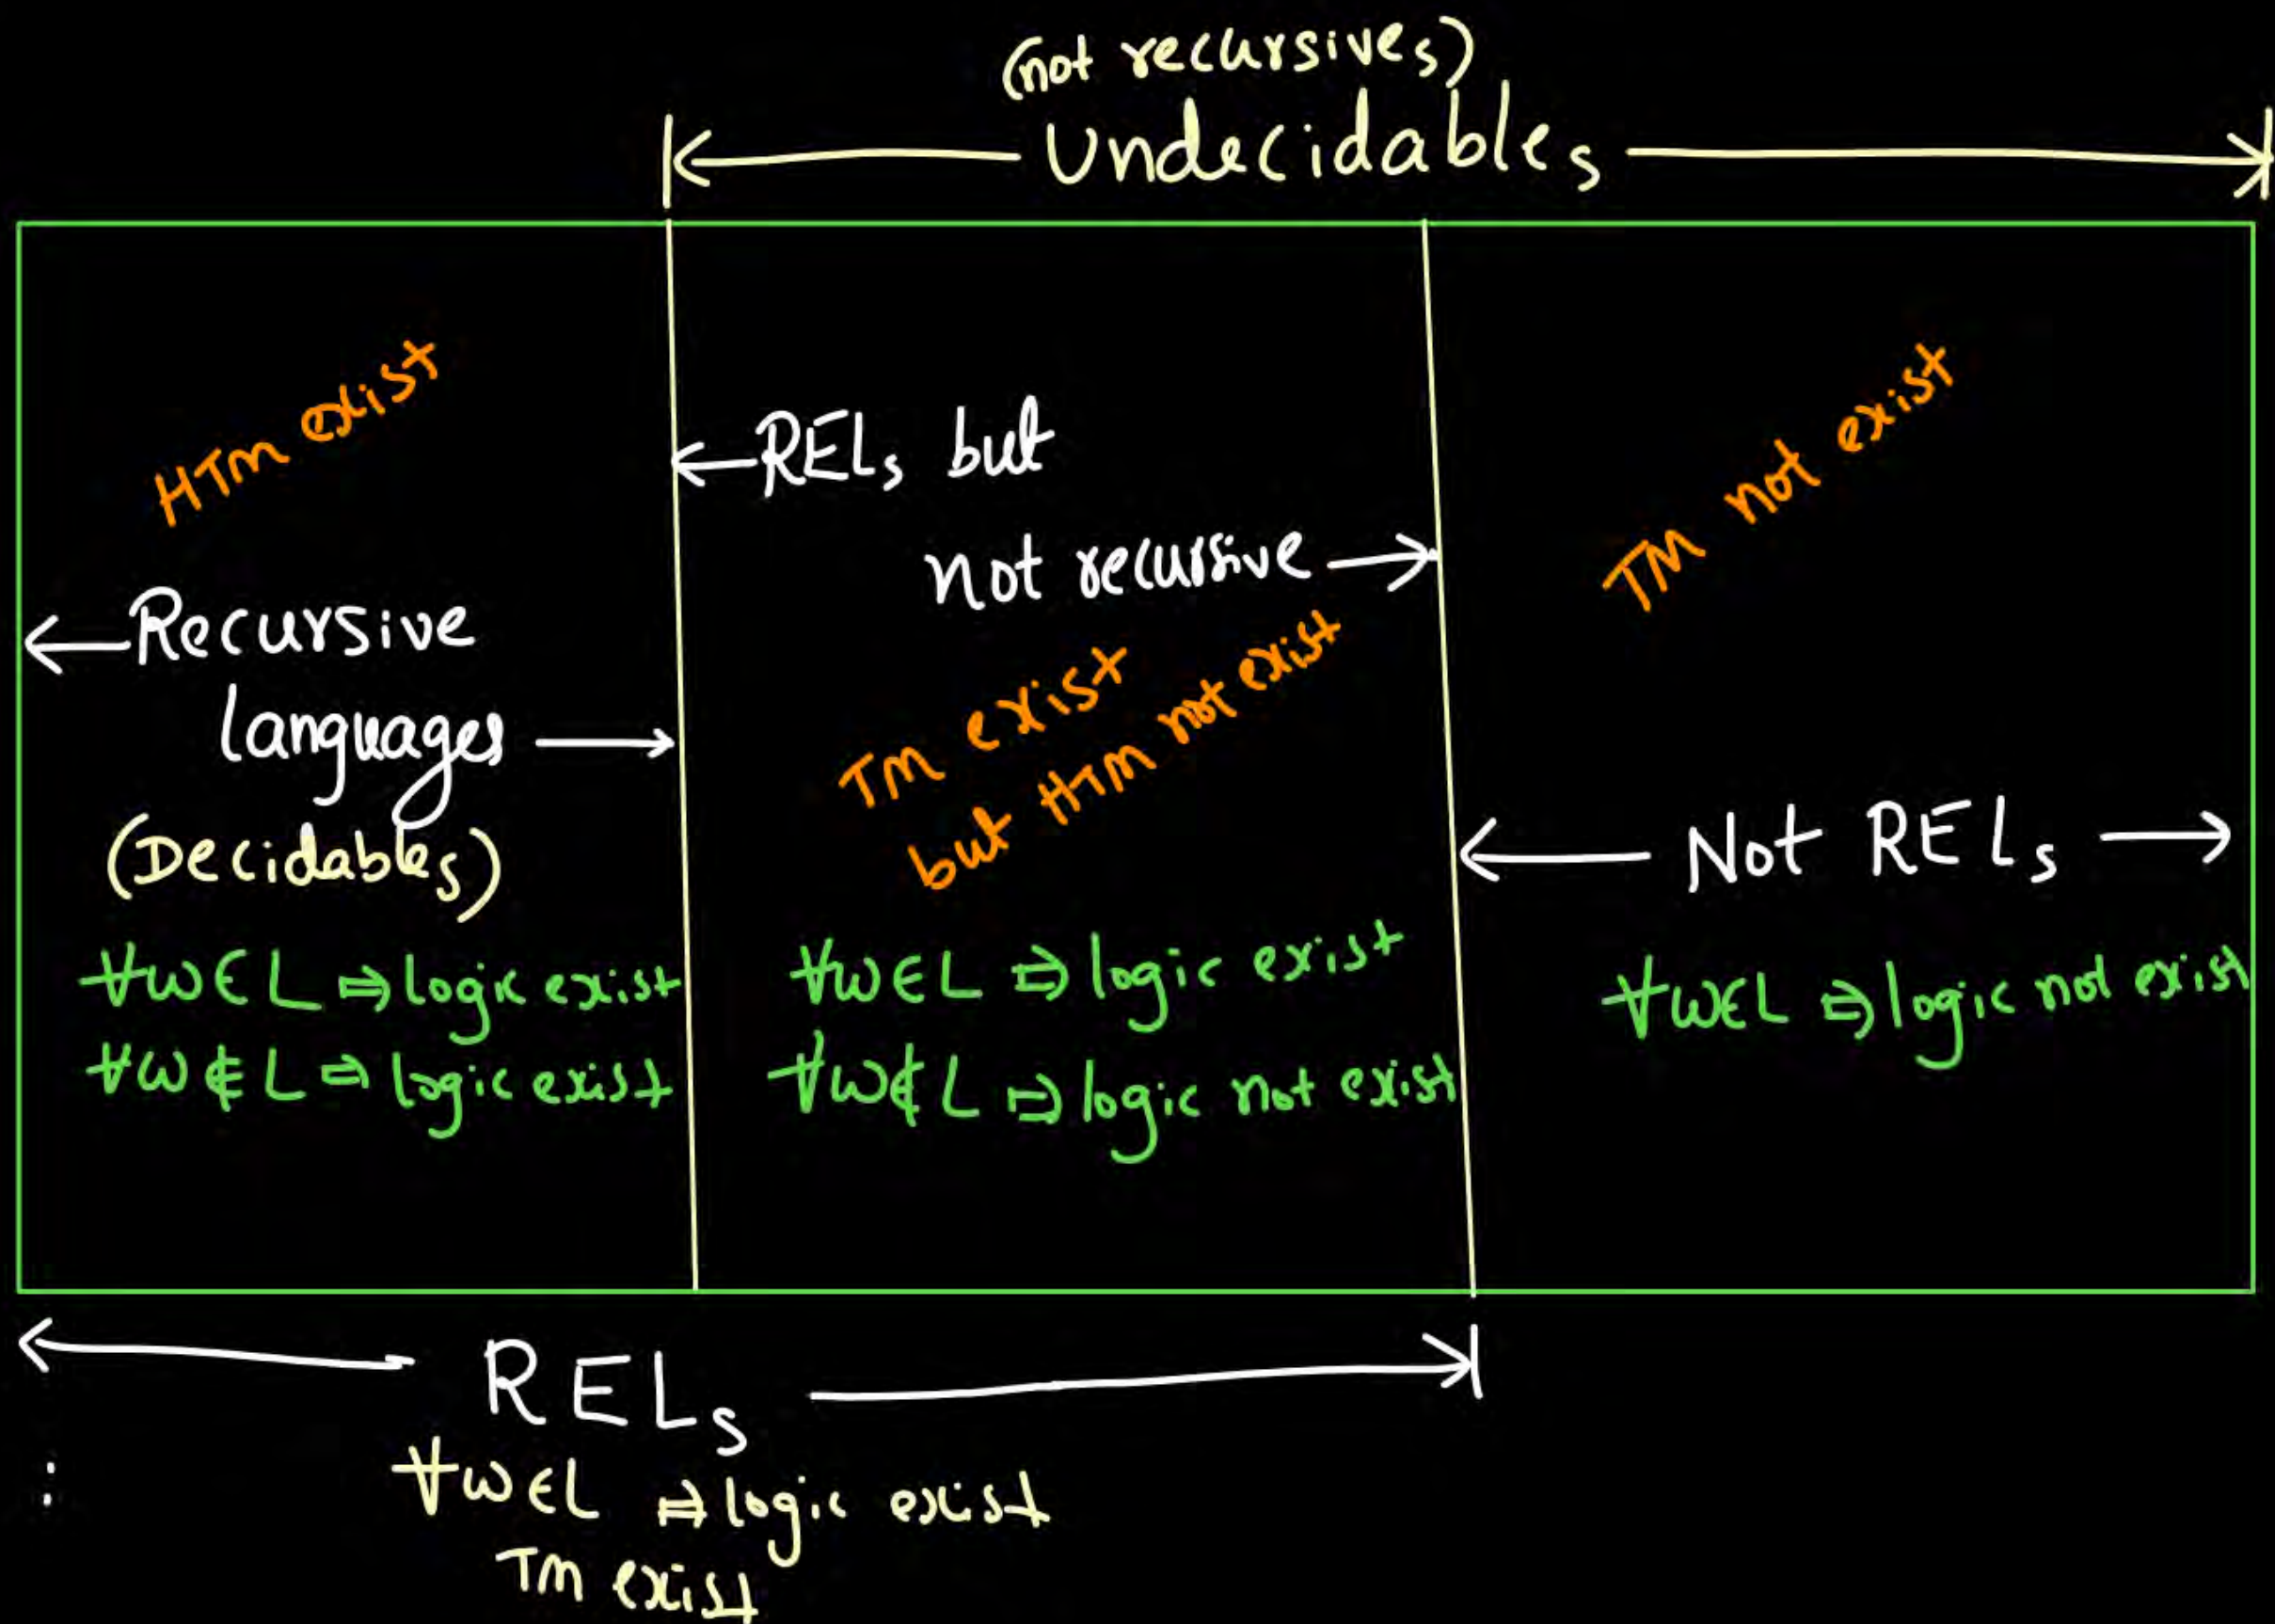 (not recursives)
Undecidables
HTM exist
← Recursive
languages →
(Decidables)
∀w∈L ⇒ logic exist
∀w∉L ⇒ logic exist
← RELs but
not recursive →
TM exist
but HTM not exist
∀w∈L ⇒ logic exist
∀w∉L ⇒ logic not exist
TM not exist
← Not RELs →
∀w∈L ⇒ logic not exist
RELs
∀w∈L ⇒ logic exist
TM exist
: